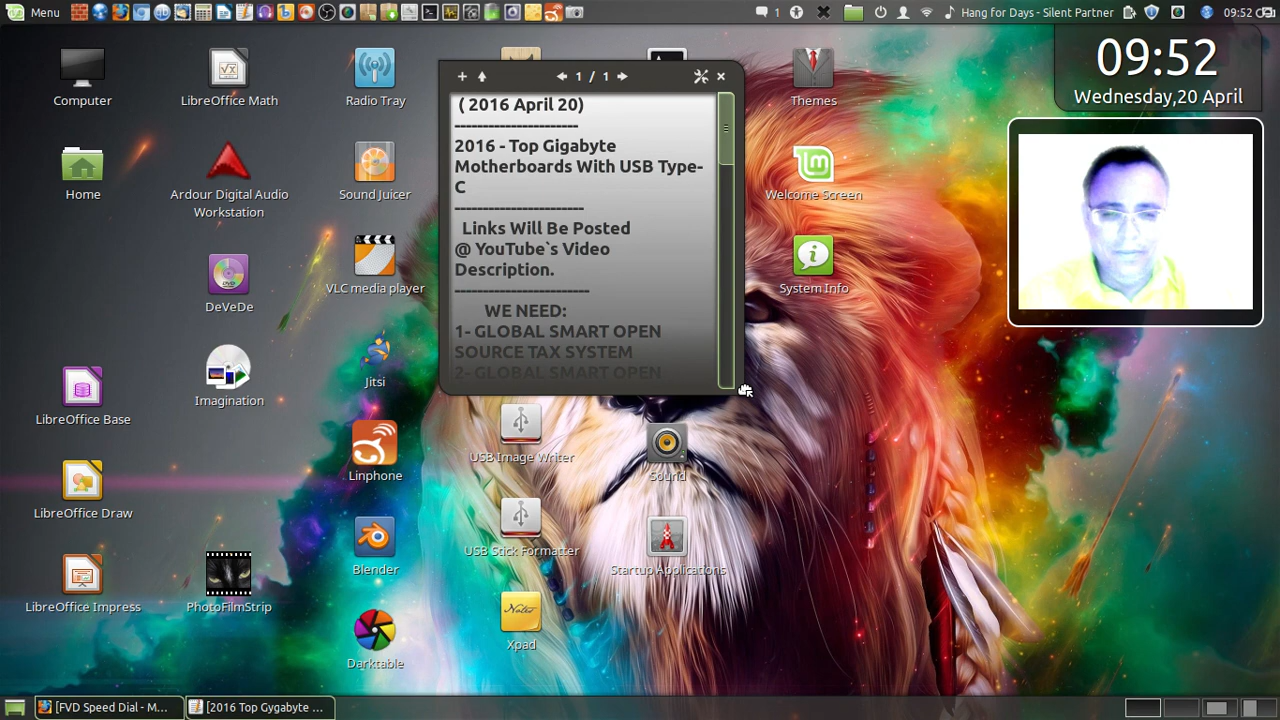 Menu
1
Hang for Days - Silent Partner
09:52
09:52
Wednesday,20 April
Computer
LibreOffice Math
Radio Tray
Themes
Home
Ardour Digital Audio
Workstation
Sound Juicer
Welcome Screen
DeVeDe
VLC media player
System Info
1 / 1
( 2016 April 20)
----------------------
2016 - Top Gigabyte
Motherboards With USB Type-
C
-----------------------
Links Will Be Posted
@ YouTube`s Video
Description.
------------------------
WE NEED:
1- GLOBAL SMART OPEN
SOURCE TAX SYSTEM
2- GLOBAL SMART OPEN
LibreOffice Base
Imagination
Jitsi
LibreOffice Draw
Linphone
USB Image Writer
Sound
Blender
USB Stick Formatter
Startup Applications
LibreOffice Impress
PhotoFilmStrip
Darktable
Notes
Xpad
[FVD Speed Dial - M...
[2016 Top Gygabyte ...